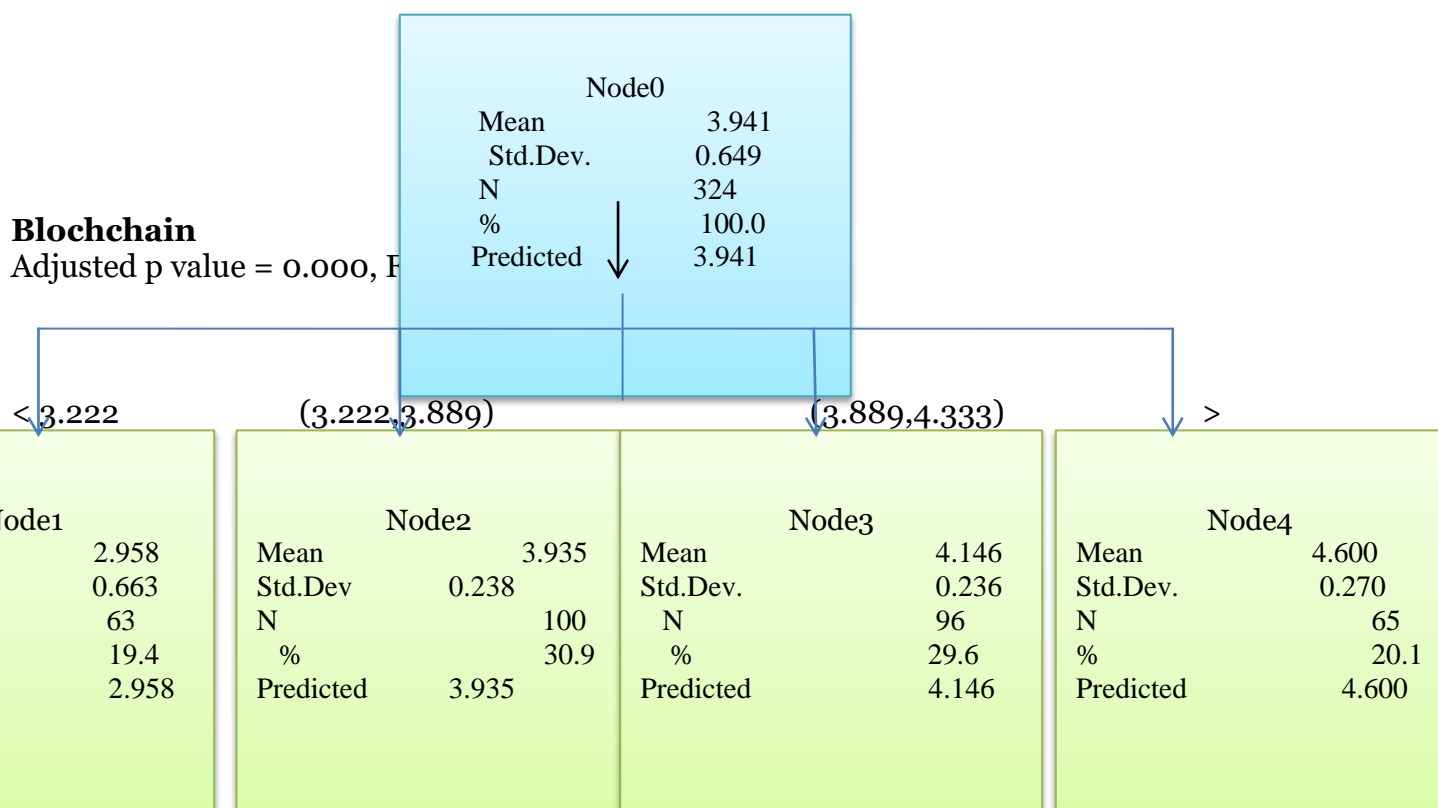 Node0
Mean 3.941
Std.Dev. 0.649
N 324
% 100.0
Predicted 3.941
Blochchain
Adjusted p value = 0.000, F
< 3.222 (3.222,3.889) (3.889,4.333) >
Node1
2.958
0.663
63
19.4
2.958
Node2
Mean 3.935
Std.Dev 0.238
N 100
% 30.9
Predicted 3.935
Node3
Mean 4.146
Std.Dev. 0.236
N 96
% 29.6
Predicted 4.146
Node4
Mean 4.600
Std.Dev. 0.270
N 65
% 20.1
Predicted 4.600